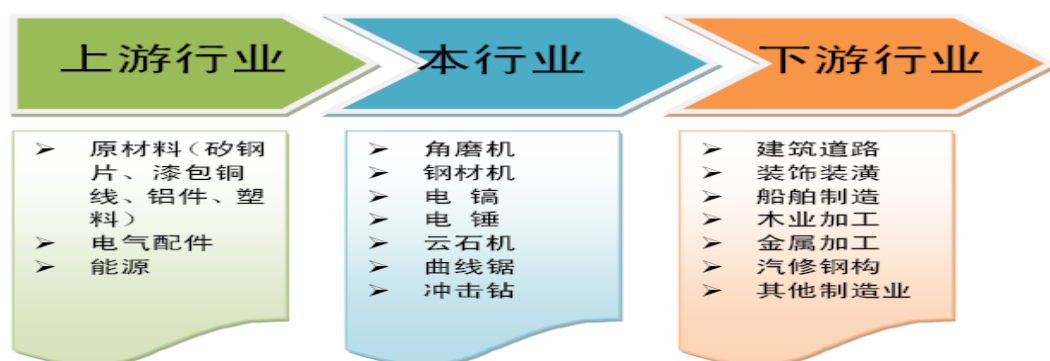 上游行业
本行业
下游行业
➢ 原材料（矽钢
片、漆包铜
线、铝件、塑
料）
➢ 电气配件
➢ 能源
➢ 角磨机
➢ 钢材机
➢ 电 镐
➢ 电 锤
➢ 云石机
➢ 曲线锯
➢ 冲击钻
➢ 建筑道路
➢ 装饰装潢
➢ 船舶制造
➢ 木业加工
➢ 金属加工
➢ 汽修钢构
➢ 其他制造业